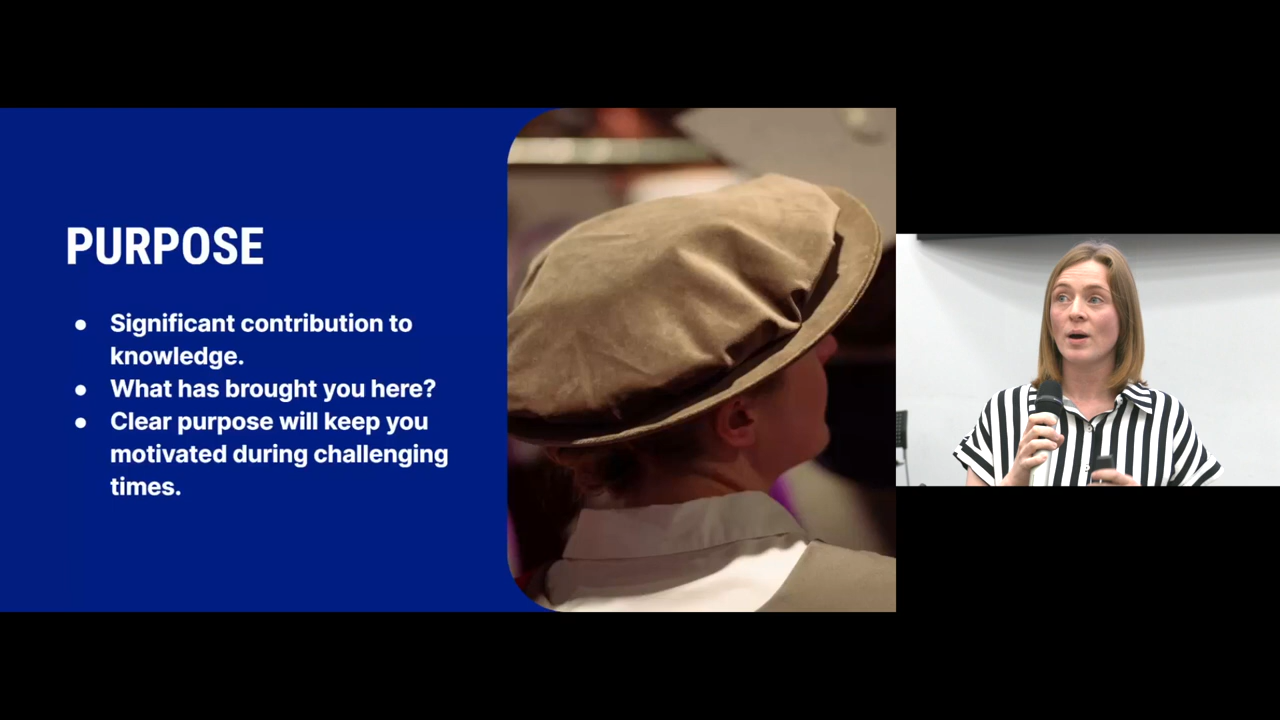 PURPOSE
● Significant contribution to
knowledge.
● What has brought you here?
● Clear purpose will keep you
motivated during challenging
times.